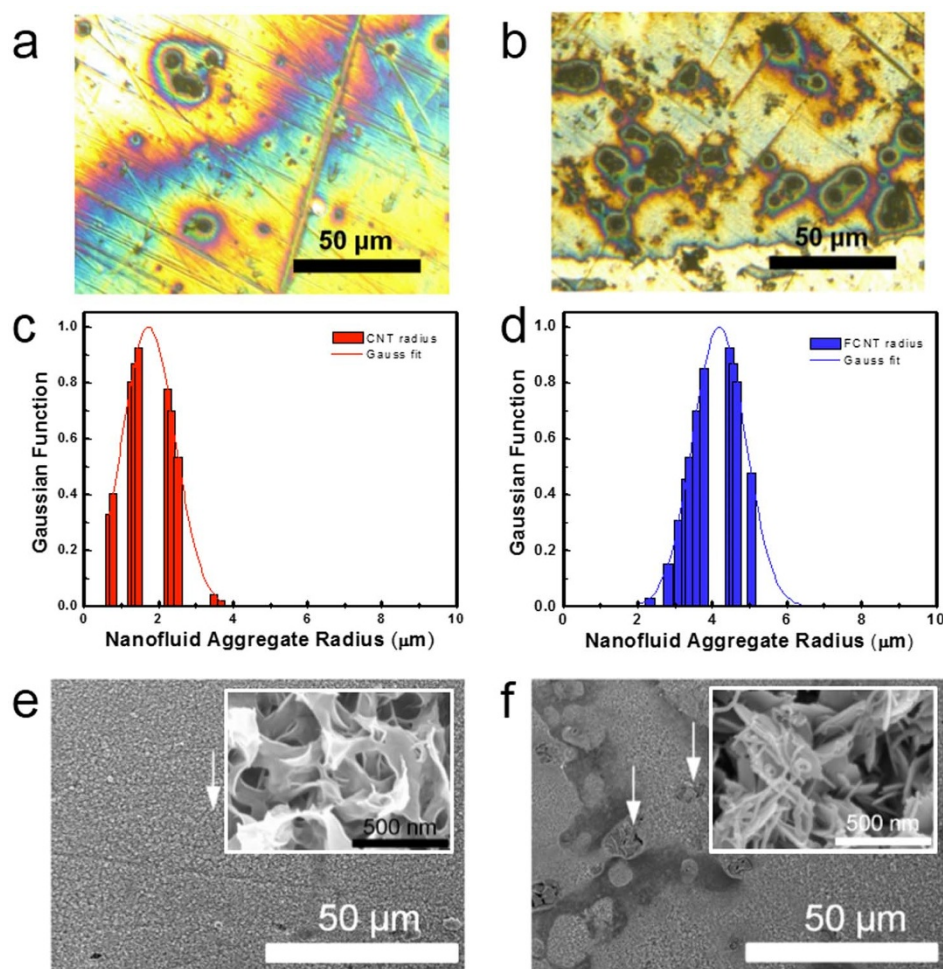 a
50 μm
b
50 μm
c
1.0
0.8
0.6
0.4
0.2
0.0
Gaussian Function
CNT radius
Gauss fit
0 2 4 6 8 10
Nanofluid Aggregate Radius (μm)
d
1.0
0.8
0.6
0.4
0.2
0.0
Gaussian Function
FCNT radius
Gauss fit
0 2 4 6 8 10
Nanofluid Aggregate Radius (μm)
e
500 nm
50 μm
f
500 nm
50 μm